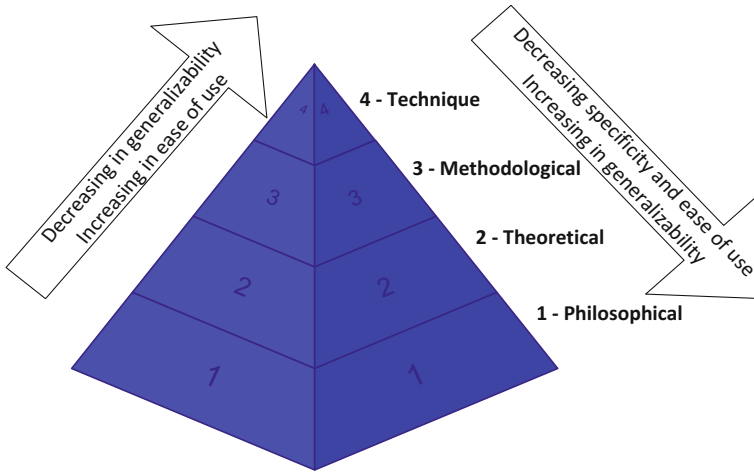 Decreasing in generalizability
Increasing in ease of use
Decreasing specificity and ease of use
Increasing in generalizability
4 - Technique
3 - Methodological
2 - Theoretical
1 - Philosophical
4 4
3 3
2 2
1 1